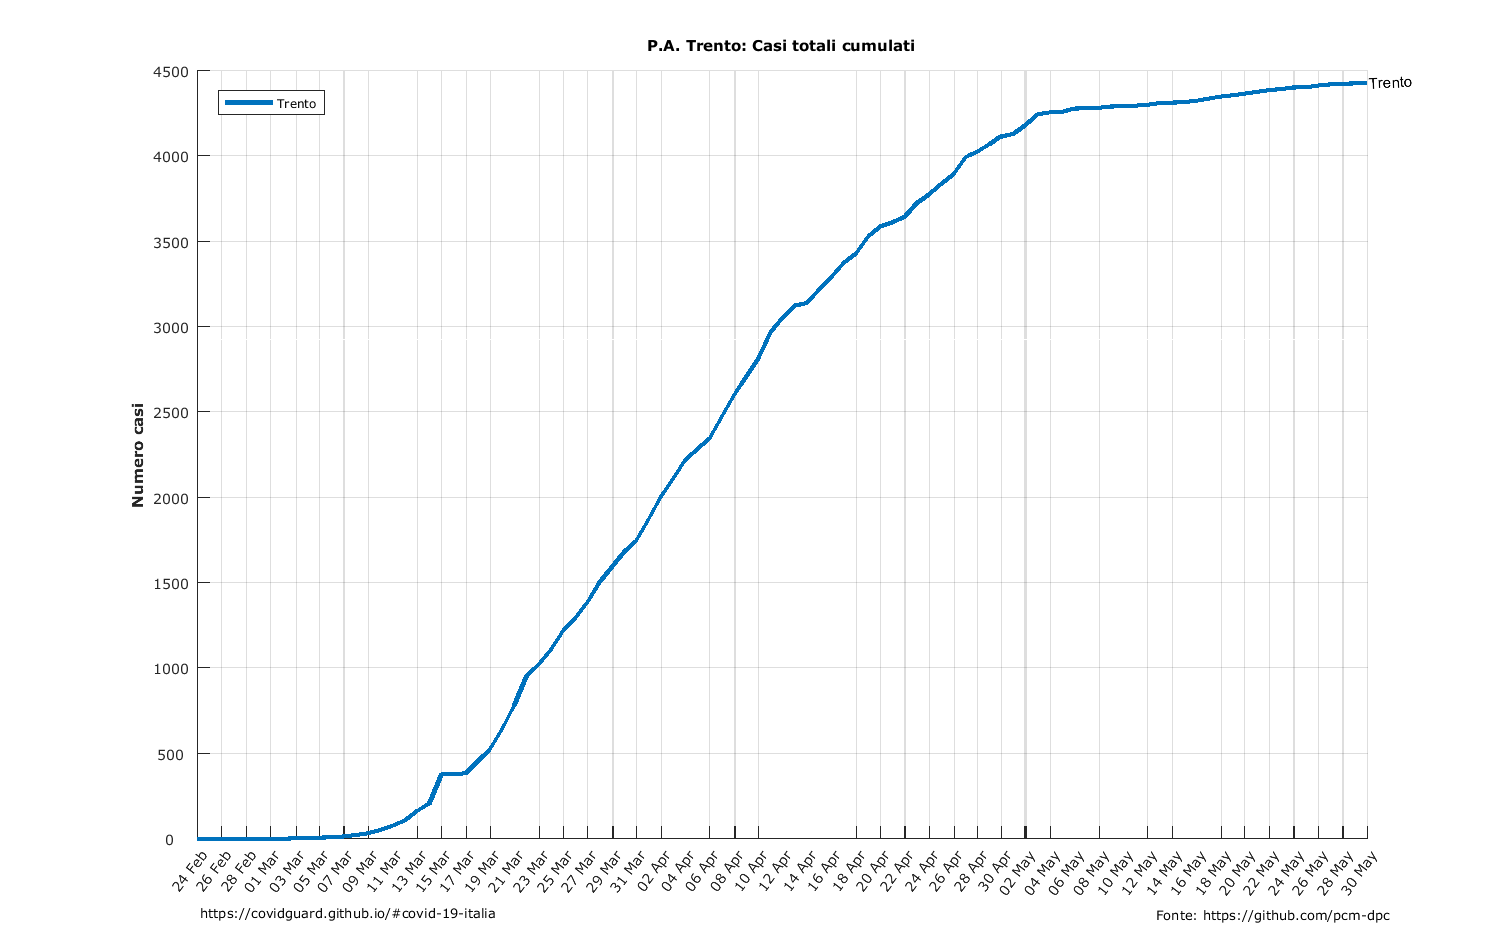 P.A. Trento: Casi totali cumulati
4500
4000
3500
3000
2500
2000
1500
1000
500
0
Numero casi
Trento
Trento
24 Feb
26 Feb
28 Feb
01 Mar
03 Mar
05 Mar
07 Mar
09 Mar
11 Mar
13 Mar
15 Mar
17 Mar
19 Mar
21 Mar
23 Mar
25 Mar
27 Mar
29 Mar
31 Mar
02 Apr
04 Apr
06 Apr
08 Apr
10 Apr
12 Apr
14 Apr
16 Apr
18 Apr
20 Apr
22 Apr
24 Apr
26 Apr
28 Apr
30 Apr
02 May
04 May
06 May
08 May
10 May
12 May
14 May
16 May
18 May
20 May
22 May
24 May
26 May
28 May
30 May
https://covidguard.github.io/#covid-19-italia
Fonte: https://github.com/pcm-dpc